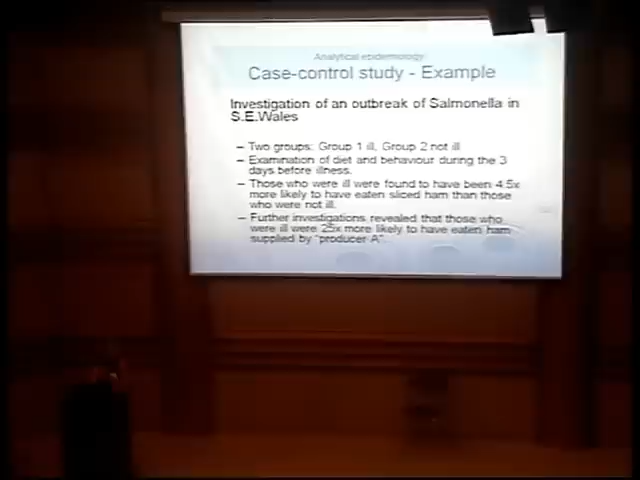 Analytical epidemiology
Case-control study - Example
Investigation of an outbreak of Salmonella in
S.E.Wales
– Two groups: Group 1 ill, Group 2 not ill
– Examination of diet and behaviour during the 3
days before illness.
– Those who were ill were found to have been 4.5x
more likely to have eaten sliced ham than those
who were not ill.
– Further investigations revealed that those who
were ill were 25x more likely to have eaten ham
supplied by "producer A".